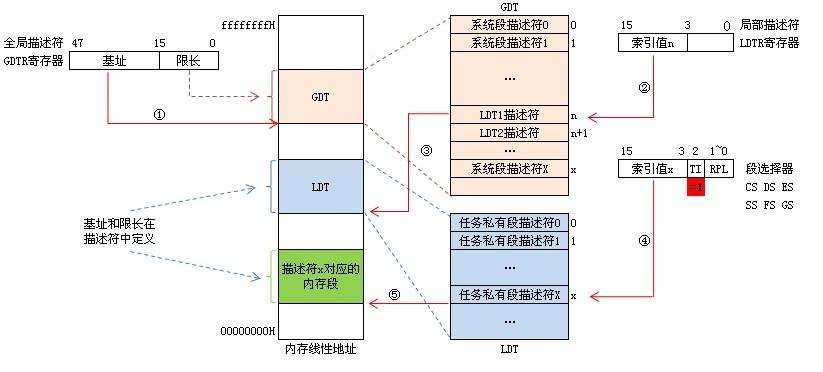 GDT
ffffffffH
系统段描述符0 0
系统段描述符1 1
...
LDT1描述符 n
LDT2描述符 n+1
...
系统段描述符X x
全局描述符
GDTR寄存器
47 15 0
基址 限长
①
GDT
15 3 0
索引值n
局部描述符
LDTR寄存器
②
③
LDT
15 3 2 1~0
索引值x TI RPL
=1
段选择器
CS DS ES
SS FS GS
④
基址和限长在
描述符中定义
任务私有段描述符0 0
任务私有段描述符1 1
...
任务私有段描述符X x
...
描述符x对应的
内存段
⑤
00000000H
内存线性地址
LDT